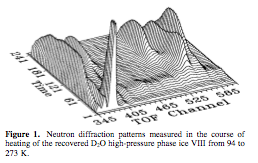 241 181 121 61 1
Time
345 405 465 525 585
TOF Channel
Figure 1. Neutron diffraction patterns measured in the course of
heating of the recovered D₂O high-pressure phase ice VIII from 94 to
273 K.